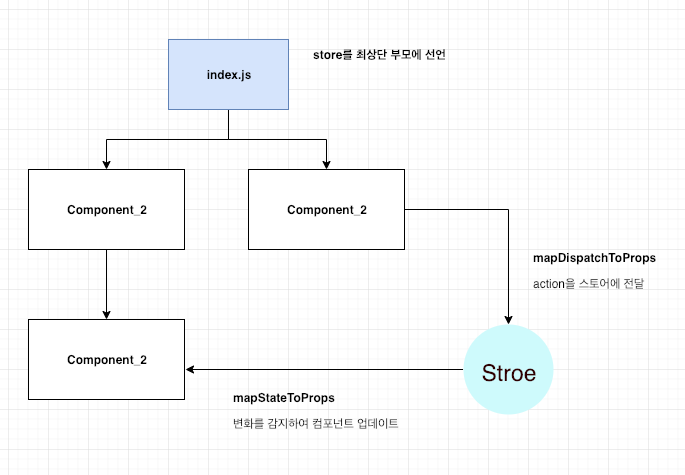 store를 최상단 부모에 선언
index.js
Component_2
Component_2
mapDispatchToProps
action을 스토어에 전달
Component_2
Stroe
mapStateToProps
변화를 감지하여 컴포넌트 업데이트